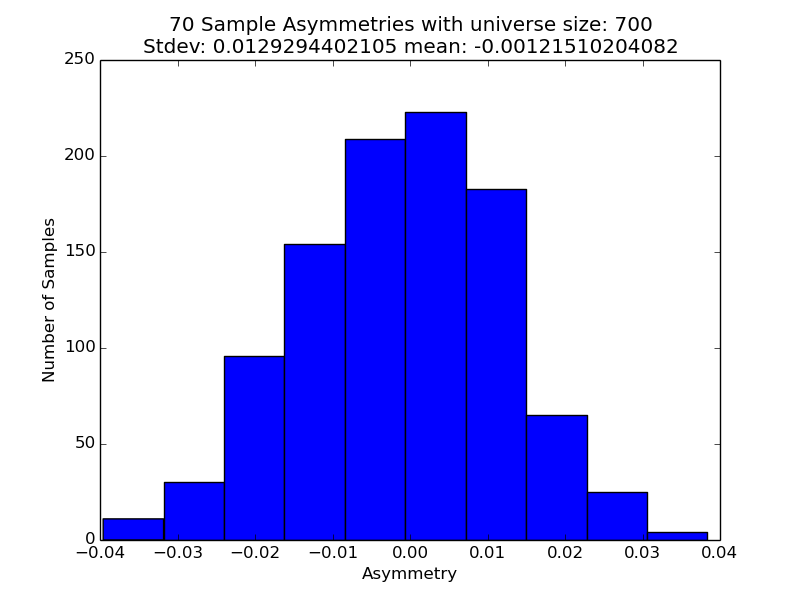 70 Sample Asymmetries with universe size: 700
Stdev: 0.0129294402105 mean: -0.00121510204082
250
200
150
100
50
0
Number of Samples
−0.04 −0.03 −0.02 −0.01 0.00 0.01 0.02 0.03 0.04
Asymmetry